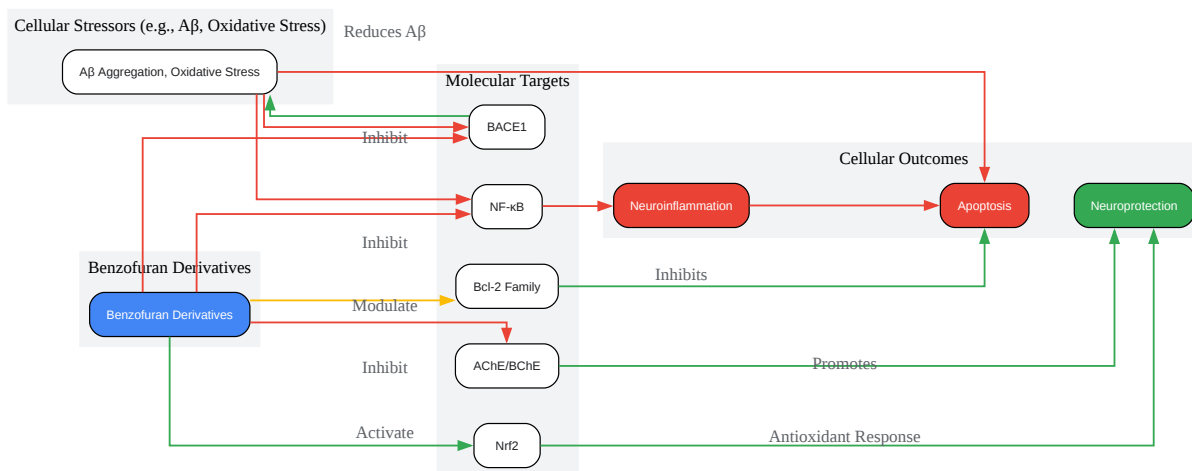 Cellular Stressors (e.g., Aβ, Oxidative Stress)
Reduces Aβ
Aβ Aggregation, Oxidative Stress
Molecular Targets
BACE1
Inhibit
Cellular Outcomes
NF-κB
Neuroinflammation
Apoptosis
Neuroprotection
Inhibit
Benzofuran Derivatives
Inhibits
Bcl-2 Family
Modulate
Benzofuran Derivatives
AChE/BChE
Promotes
Inhibit
Activate
Nrf2
Antioxidant Response